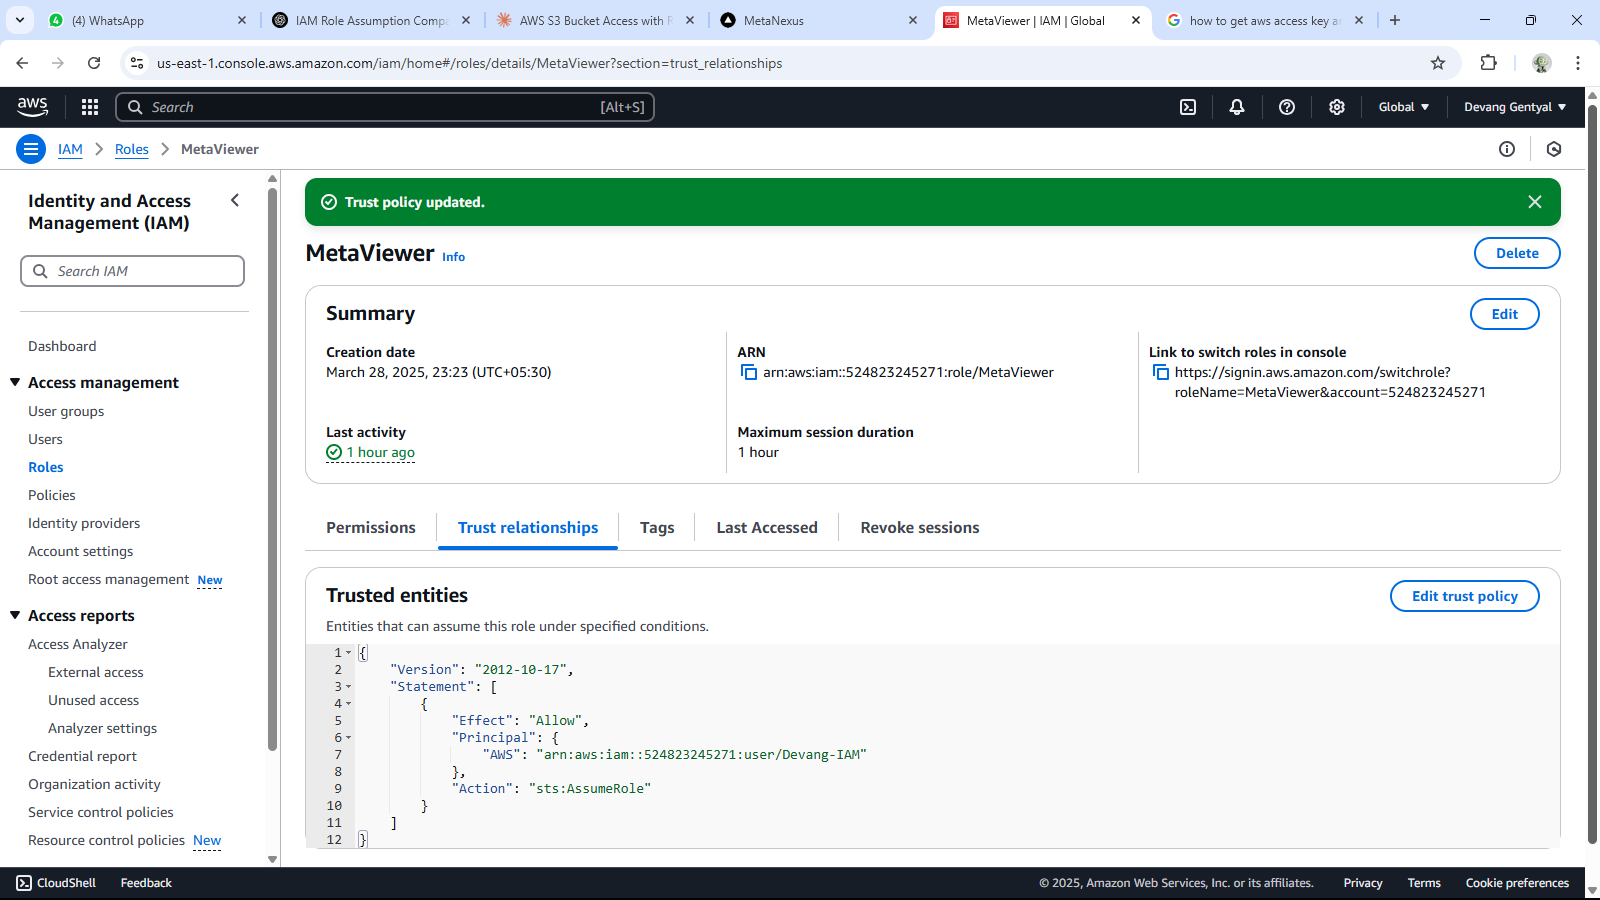 (4) WhatsApp
IAM Role Assumption Compa
AWS S3 Bucket Access with R
MetaNexus
MetaViewer | IAM | Global
how to get aws access key a
us-east-1.console.aws.amazon.com/iam/home#/roles/details/MetaViewer?section=trust_relationships
aws
Search
[Alt+S]
Global
Devang Gentyal
IAM
Roles
MetaViewer
Identity and Access
Management (IAM)
Search IAM
Dashboard
Access management
User groups
Users
Roles
Policies
Identity providers
Account settings
Root access management New
Access reports
Access Analyzer
External access
Unused access
Analyzer settings
Credential report
Organization activity
Service control policies
Resource control policies New
Trust policy updated.
MetaViewer Info
Delete
Summary
Edit
Creation date
March 28, 2025, 23:23 (UTC+05:30)
ARN
arn:aws:iam::524823245271:role/MetaViewer
Link to switch roles in console
https://signin.aws.amazon.com/switchrole?
roleName=MetaViewer&account=524823245271
Last activity
1 hour ago
Maximum session duration
1 hour
Permissions
Trust relationships
Tags
Last Accessed
Revoke sessions
Trusted entities
Edit trust policy
Entities that can assume this role under specified conditions.
1 {
2 "Version": "2012-10-17",
3 "Statement": [
4 {
5 "Effect": "Allow",
6 "Principal": {
7 "AWS": "arn:aws:iam::524823245271:user/Devang-IAM"
8 },
9 "Action": "sts:AssumeRole"
10 }
11 ]
12 }
CloudShell
Feedback
© 2025, Amazon Web Services, Inc. or its affiliates.
Privacy
Terms
Cookie preferences